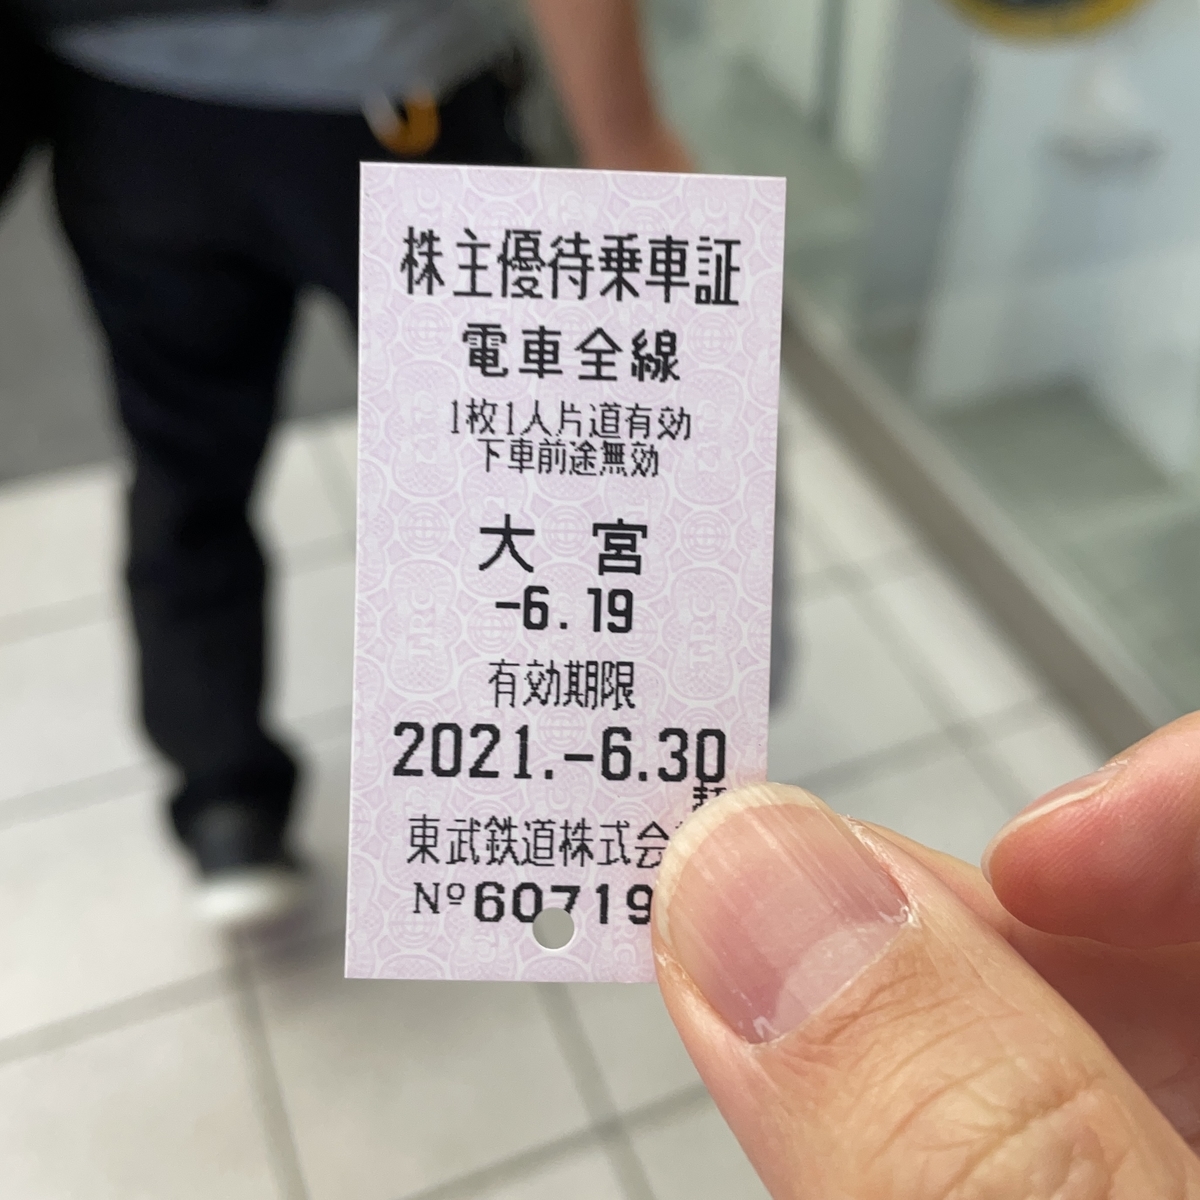 株主優待乗車証
電車全線
1枚1人片道有効
下車前途無効
大宮
-6.19
有効期限
2021.-6.30
東武鉄道株式会
Nº60719